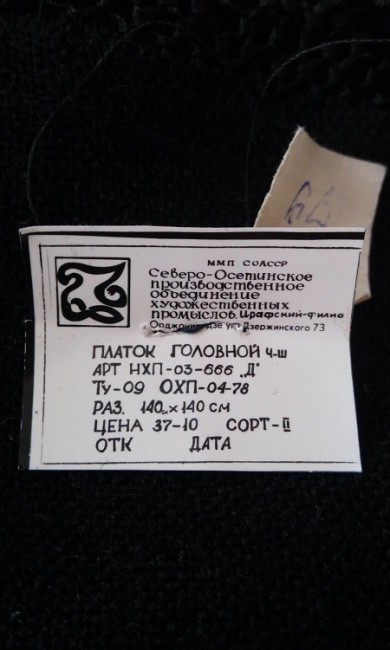 ММП СОАССР
Северо-Осетинское
производственное
объединение
художественных
промыслов. Ирафский-филиа
Орджоникидзе ул. Дзержинского 73
ПЛАТОК ГОЛОВНОЙ Ч-Ш
АРТ НХП-03-666 „Д"
ТУ-09 ОХП-04-78
РАЗ. 140 × 140 СМ
ЦЕНА 37-10 СОРТ-II
ОТК ДАТА